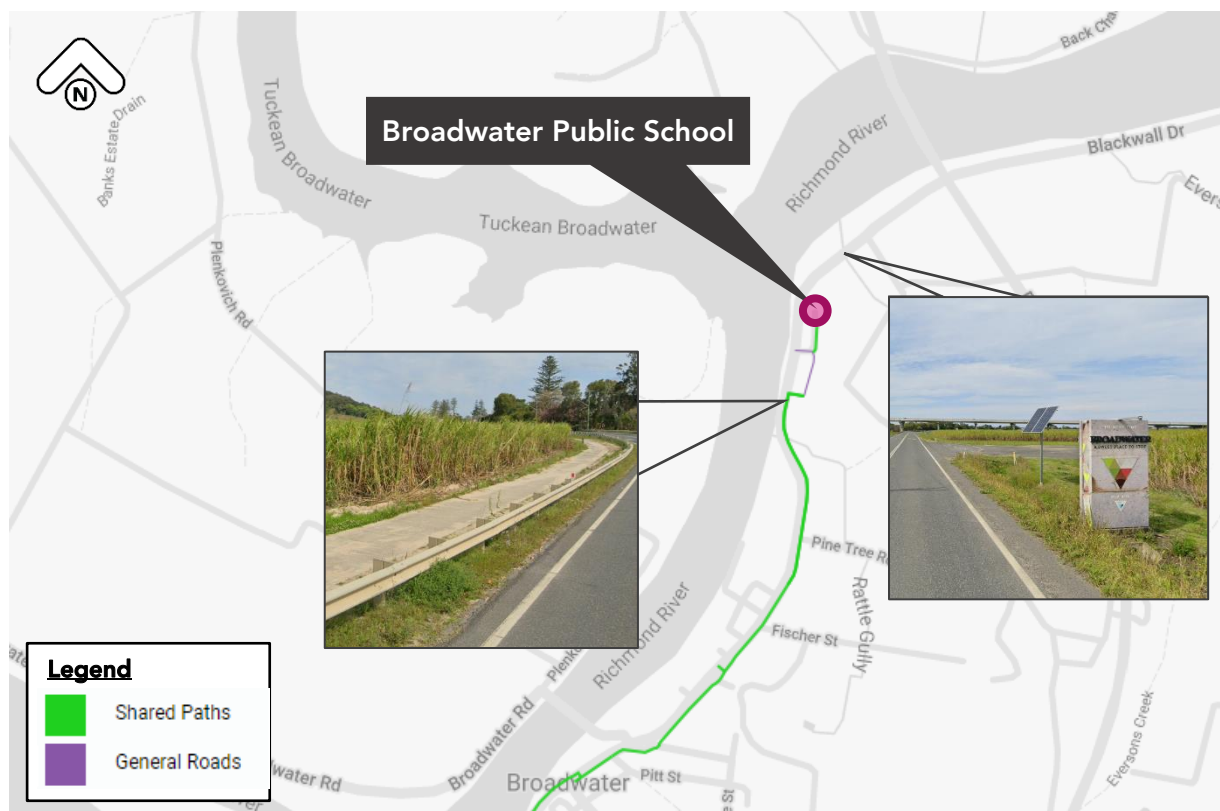 N
Back Cha
Banks Estate Drain
Tuckean Broadwater
Broadwater Public School
Richmond River
Blackwall Dr
Evers
Tuckean Broadwater
Plenkovich Rd
BROADWATER
Pine Tree R
Rattle Gully
Fischer St
Richmond River
Plenk
Broadwater Rd
Legend
Shared Paths
General Roads
dwater Rd
Broadwater
Pitt St
Eversons Creek